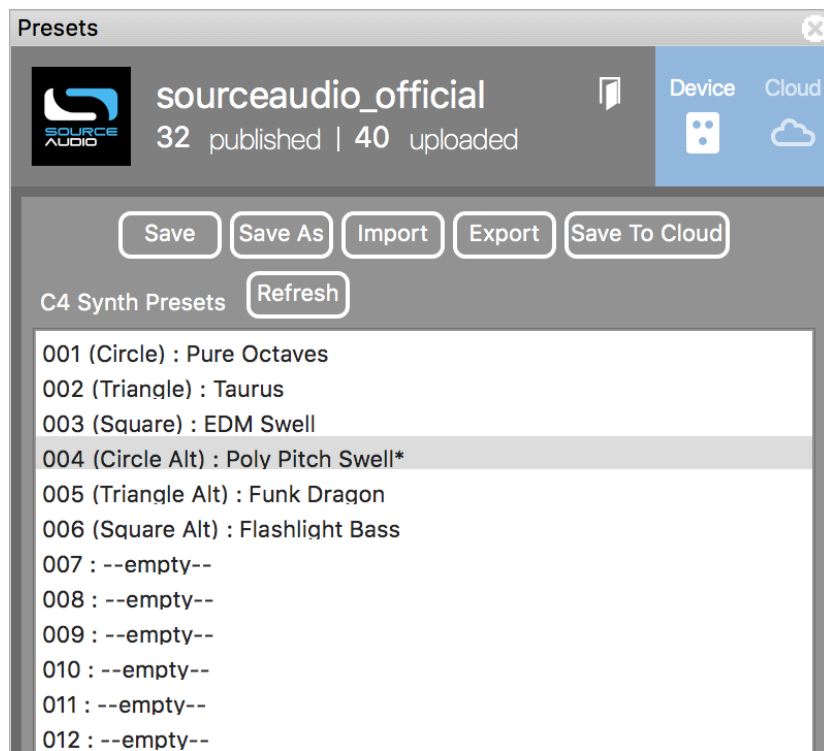 Presets
SOURCE
AUDIO
sourceaudio_official
32 published | 40 uploaded
Device
Cloud
Save
Save As
Import
Export
Save To Cloud
C4 Synth Presets
Refresh
001 (Circle) : Pure Octaves
002 (Triangle) : Taurus
003 (Square) : EDM Swell
004 (Circle Alt) : Poly Pitch Swell*
005 (Triangle Alt) : Funk Dragon
006 (Square Alt) : Flashlight Bass
007 : --empty--
008 : --empty--
009 : --empty--
010 : --empty--
011 : --empty--
012 : --empty--